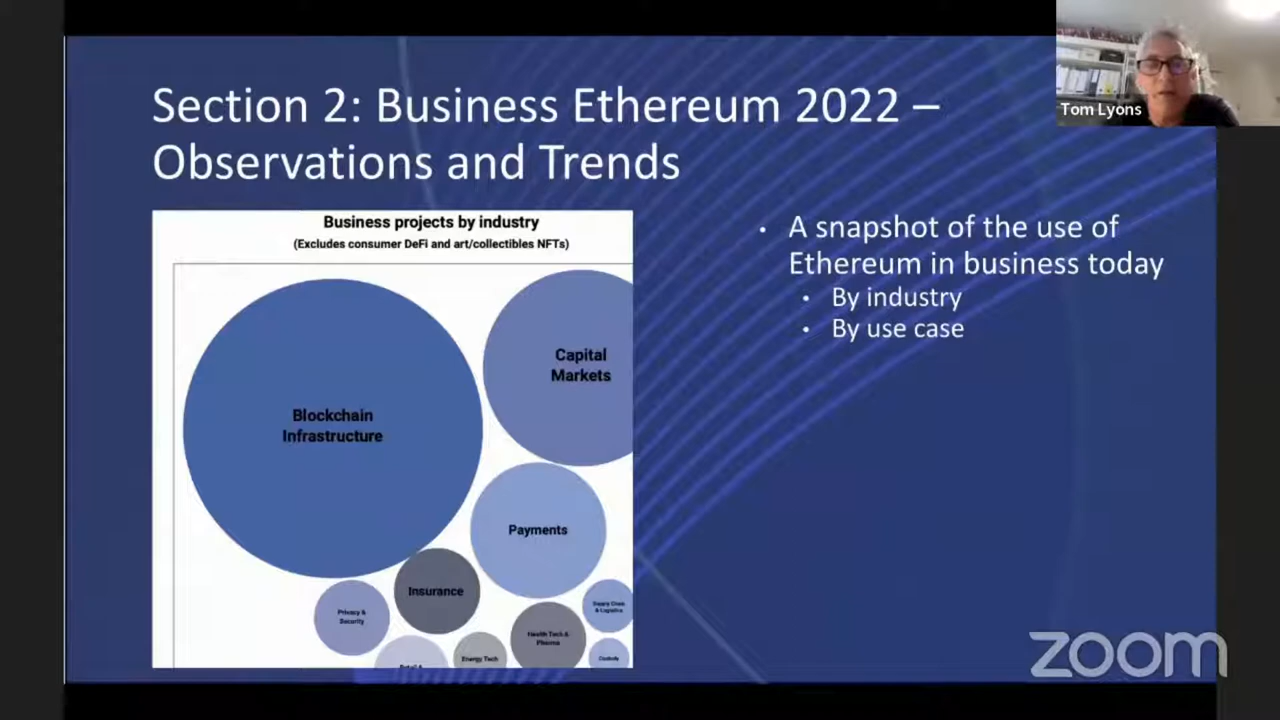 Section 2: Business Ethereum 2022 –
Observations and Trends
Tom Lyons
Business projects by industry
(Excludes consumer DeFi and art/collectibles NFTs)
Blockchain
Infrastructure
Capital
Markets
Payments
Insurance
Privacy &
Security
Supply Chain
& Logistics
Health Tech &
Pharma
Energy Tech
Custody
Retail &
• A snapshot of the use of
Ethereum in business today
• By industry
• By use case
zoom